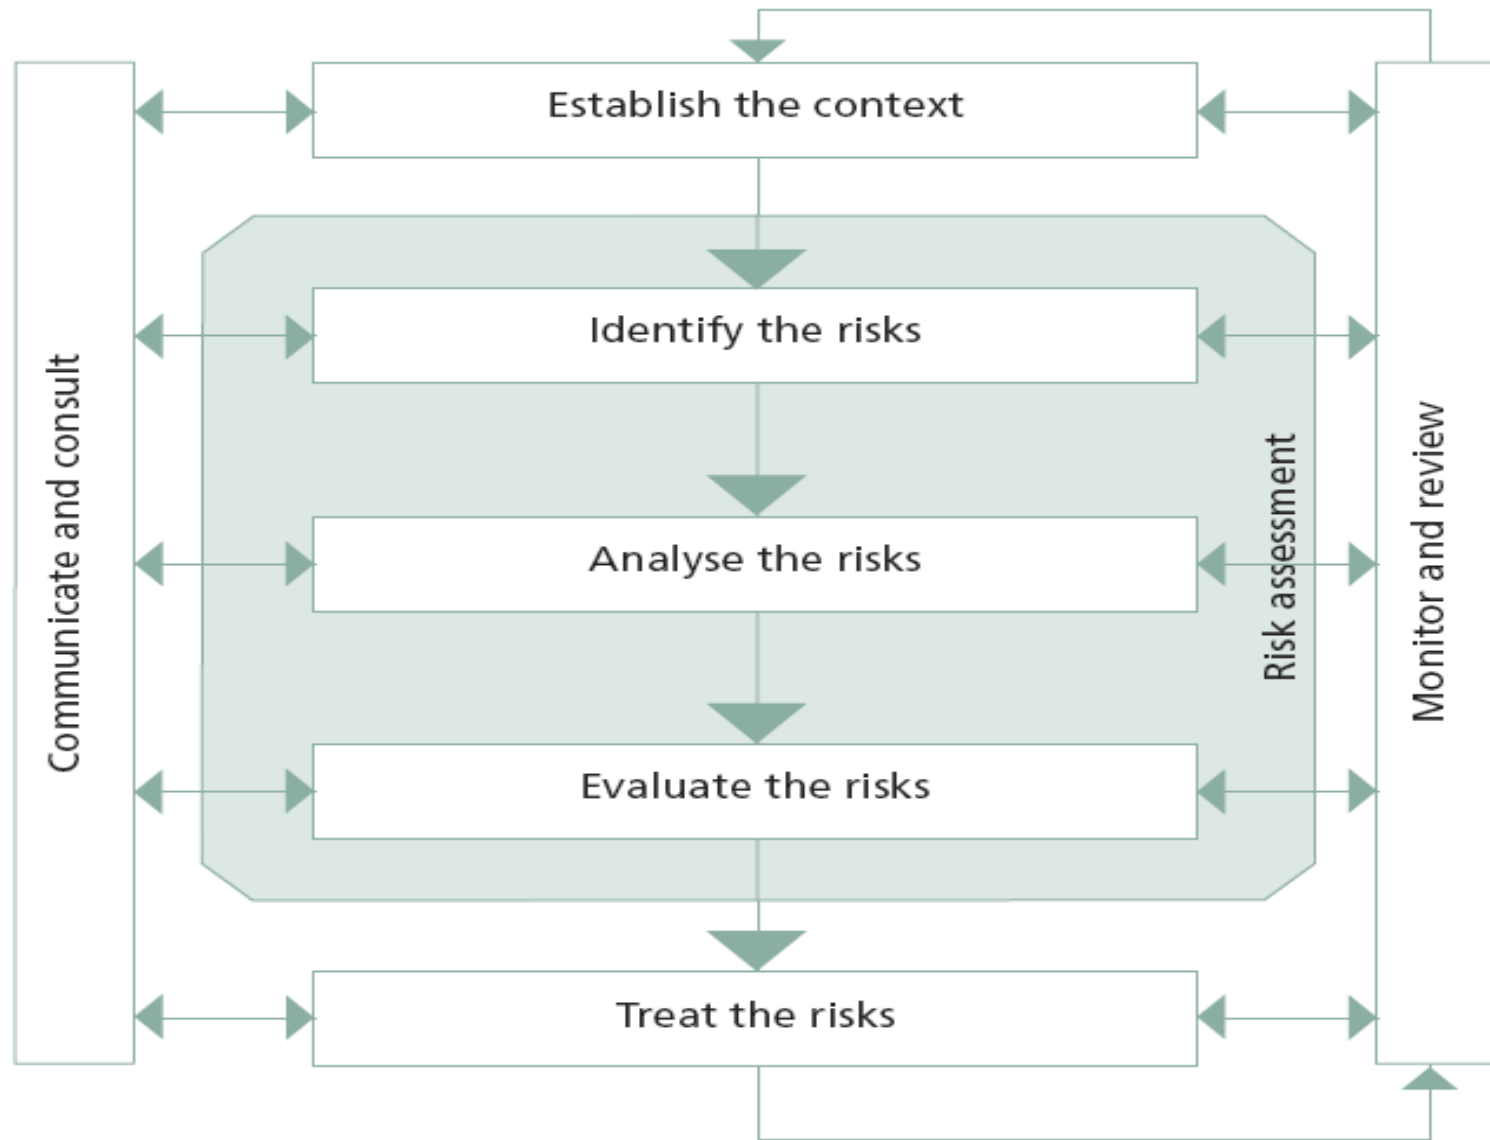 Establish the context
Identify the risks
Analyse the risks
Evaluate the risks
Treat the risks
Communicate and consult
Risk assessment
Monitor and review